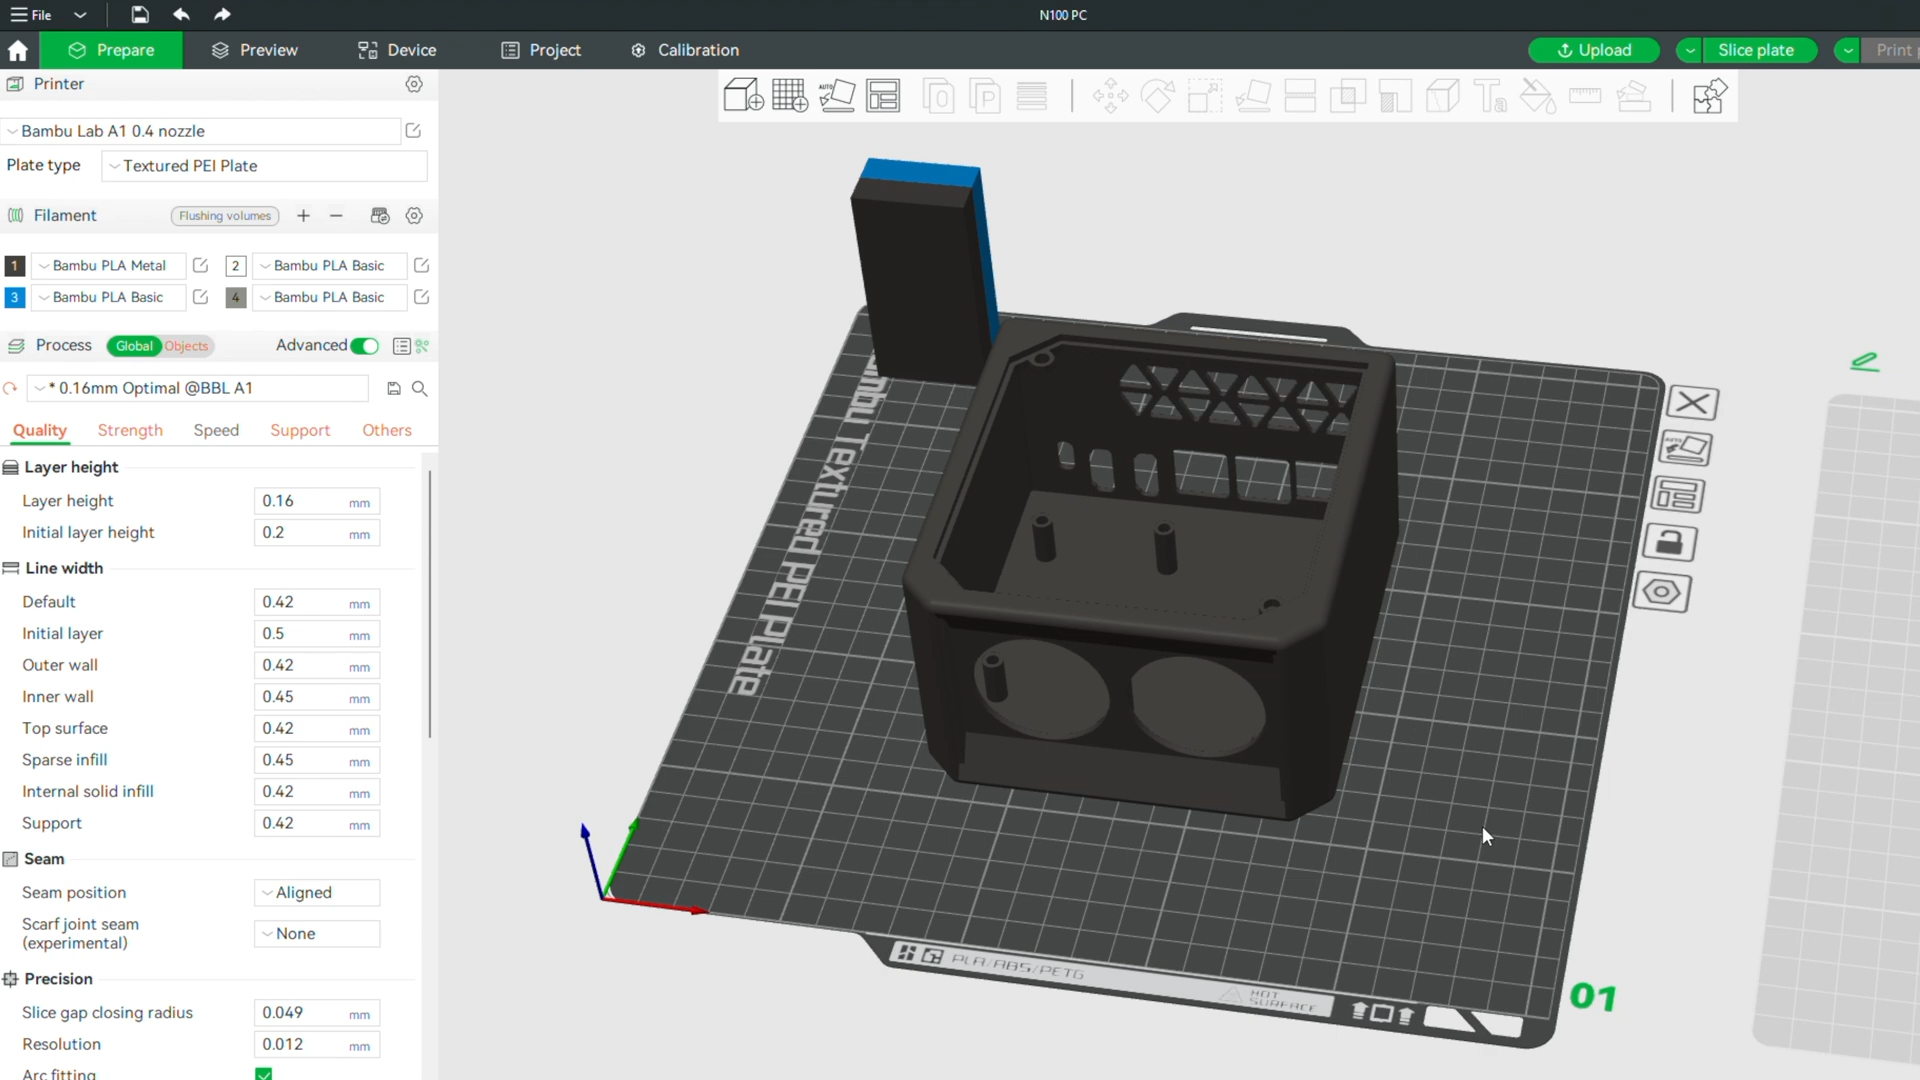 File
N100 PC
Prepare
Preview
Device
Project
Calibration
Upload
Slice plate
Print
Printer
Bambu Lab A1 0.4 nozzle
Plate type
Textured PEI Plate
Filament
Flushing volumes
1 Bambu PLA Metal
2 Bambu PLA Basic
3 Bambu PLA Basic
4 Bambu PLA Basic
Process
Global
Objects
Advanced
* 0.16mm Optimal @BBL A1
Quality
Strength
Speed
Support
Others
Layer height
Layer height 0.16 mm
Initial layer height 0.2 mm
Line width
Default 0.42 mm
Initial layer 0.5 mm
Outer wall 0.42 mm
Inner wall 0.45 mm
Top surface 0.42 mm
Sparse infill 0.45 mm
Internal solid infill 0.42 mm
Support 0.42 mm
Seam
Seam position Aligned
Scarf joint seam
(experimental) None
Precision
Slice gap closing radius 0.049 mm
Resolution 0.012 mm
Arc fitting
AUTO
Textured PEI Plate
AUTO
PLA/ABS/PETG
HOT
SURFACE
01